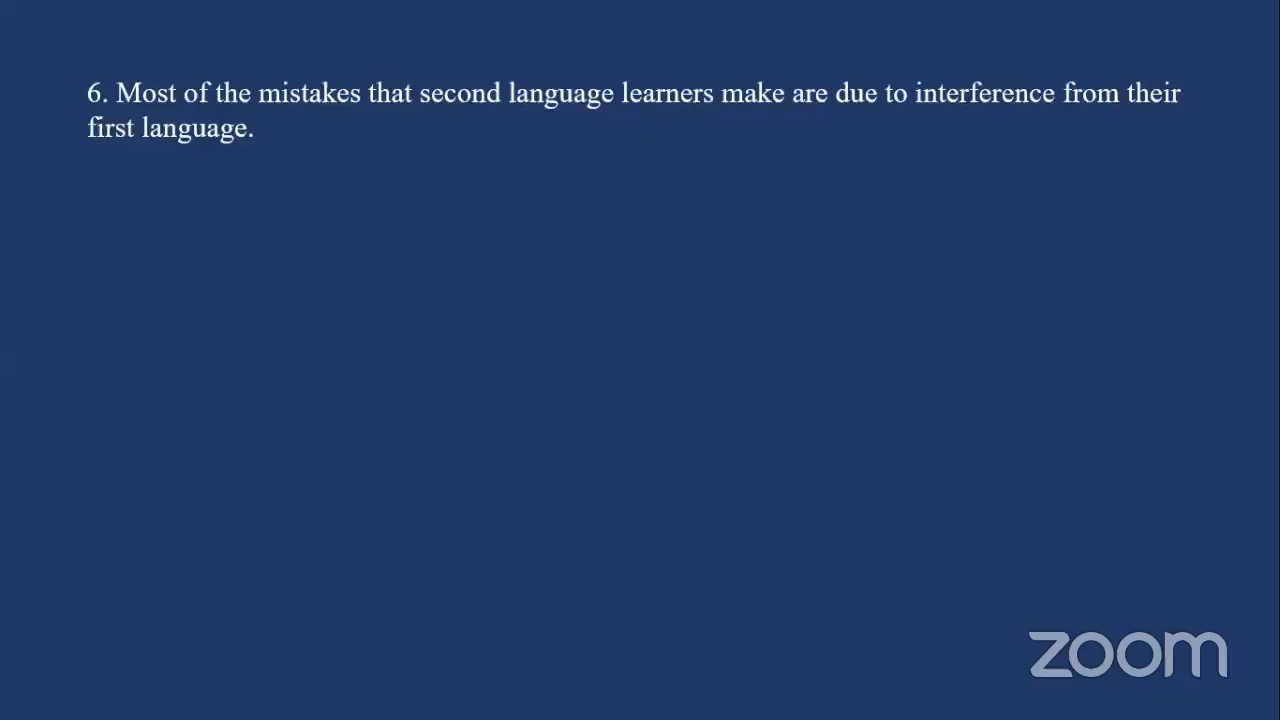 6. Most of the mistakes that second language learners make are due to interference from their
first language.
zoom